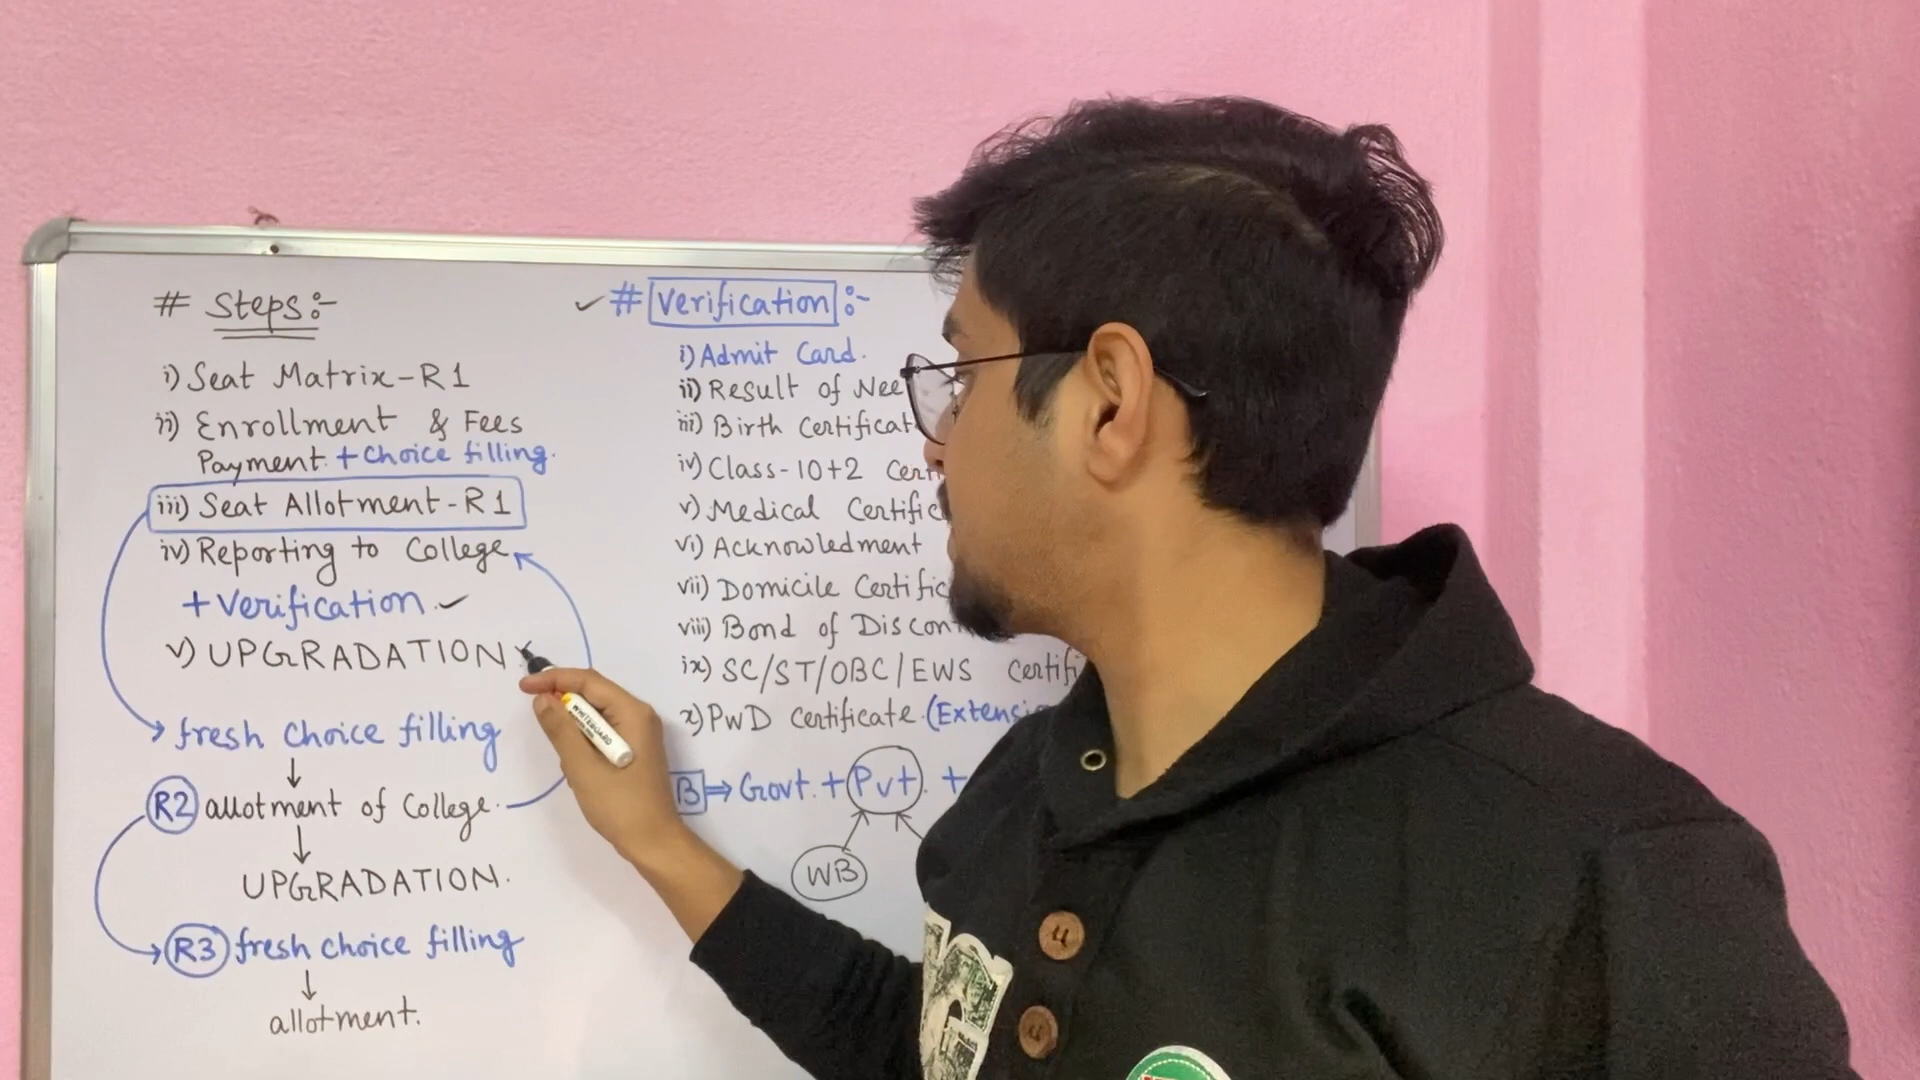 # Steps:-
i) Seat Matrix-R1
ii) Enrollment & Fees
Payment + Choice filling.
iii) Seat Allotment-R1
iv) Reporting to College
+ Verification ✓
v) UPGRADATION
fresh choice filling
↓
R2 allotment of College.
↓
UPGRADATION.
R3 fresh choice filling
↓
allotment.
✓ # Verification :-
i) Admit Card.
ii) Result of Nee
iii) Birth Certificat
iv) Class-10+2 Cert
v) Medical Certific
vi) Acknowledment
vii) Domicile Certific
viii) Bond of Discon
ix) SC/ST/OBC/EWS Certifi
x) PwD Certificate. (Extensi
B ⇒ Govt. + Pvt. +
WB
WHITEBOARD